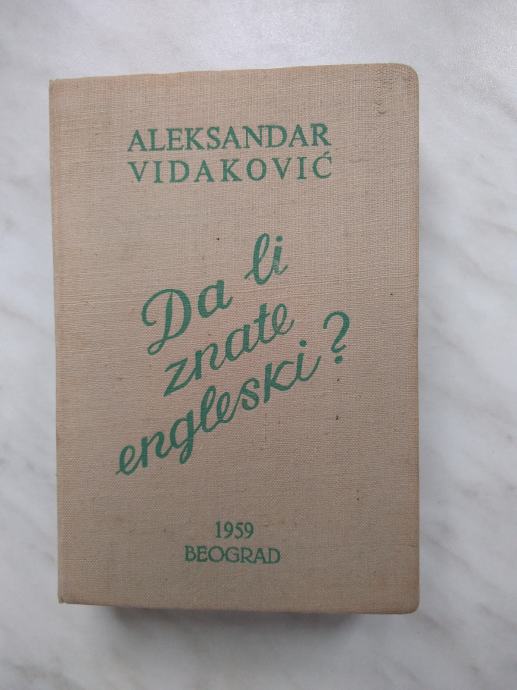 ALEKSANDAR
VIDAKOVIĆ
Da li
znate
engleski?
1959
BEOGRAD